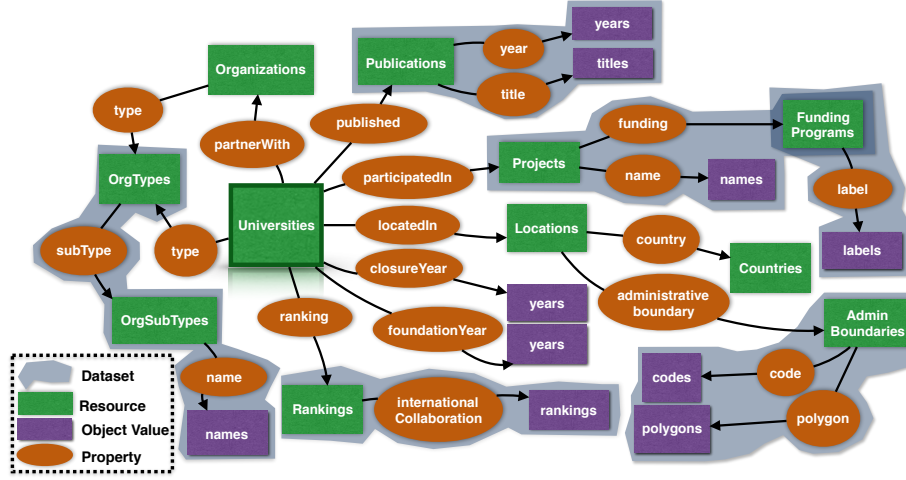 years
Organizations
Publications
year
titles
title
type
published
funding
Funding
Programs
partnerWith
Projects
OrgTypes
participatedIn
name
names
label
Universities
locatedIn
Locations
country
subType
type
labels
closureYear
Countries
administrative
boundary
years
OrgSubTypes
ranking
foundationYear
years
Admin
Boundaries
Dataset
name
codes
code
Resource
Rankings
international
Collaboration
rankings
Object Value
names
polygons
polygon
Property